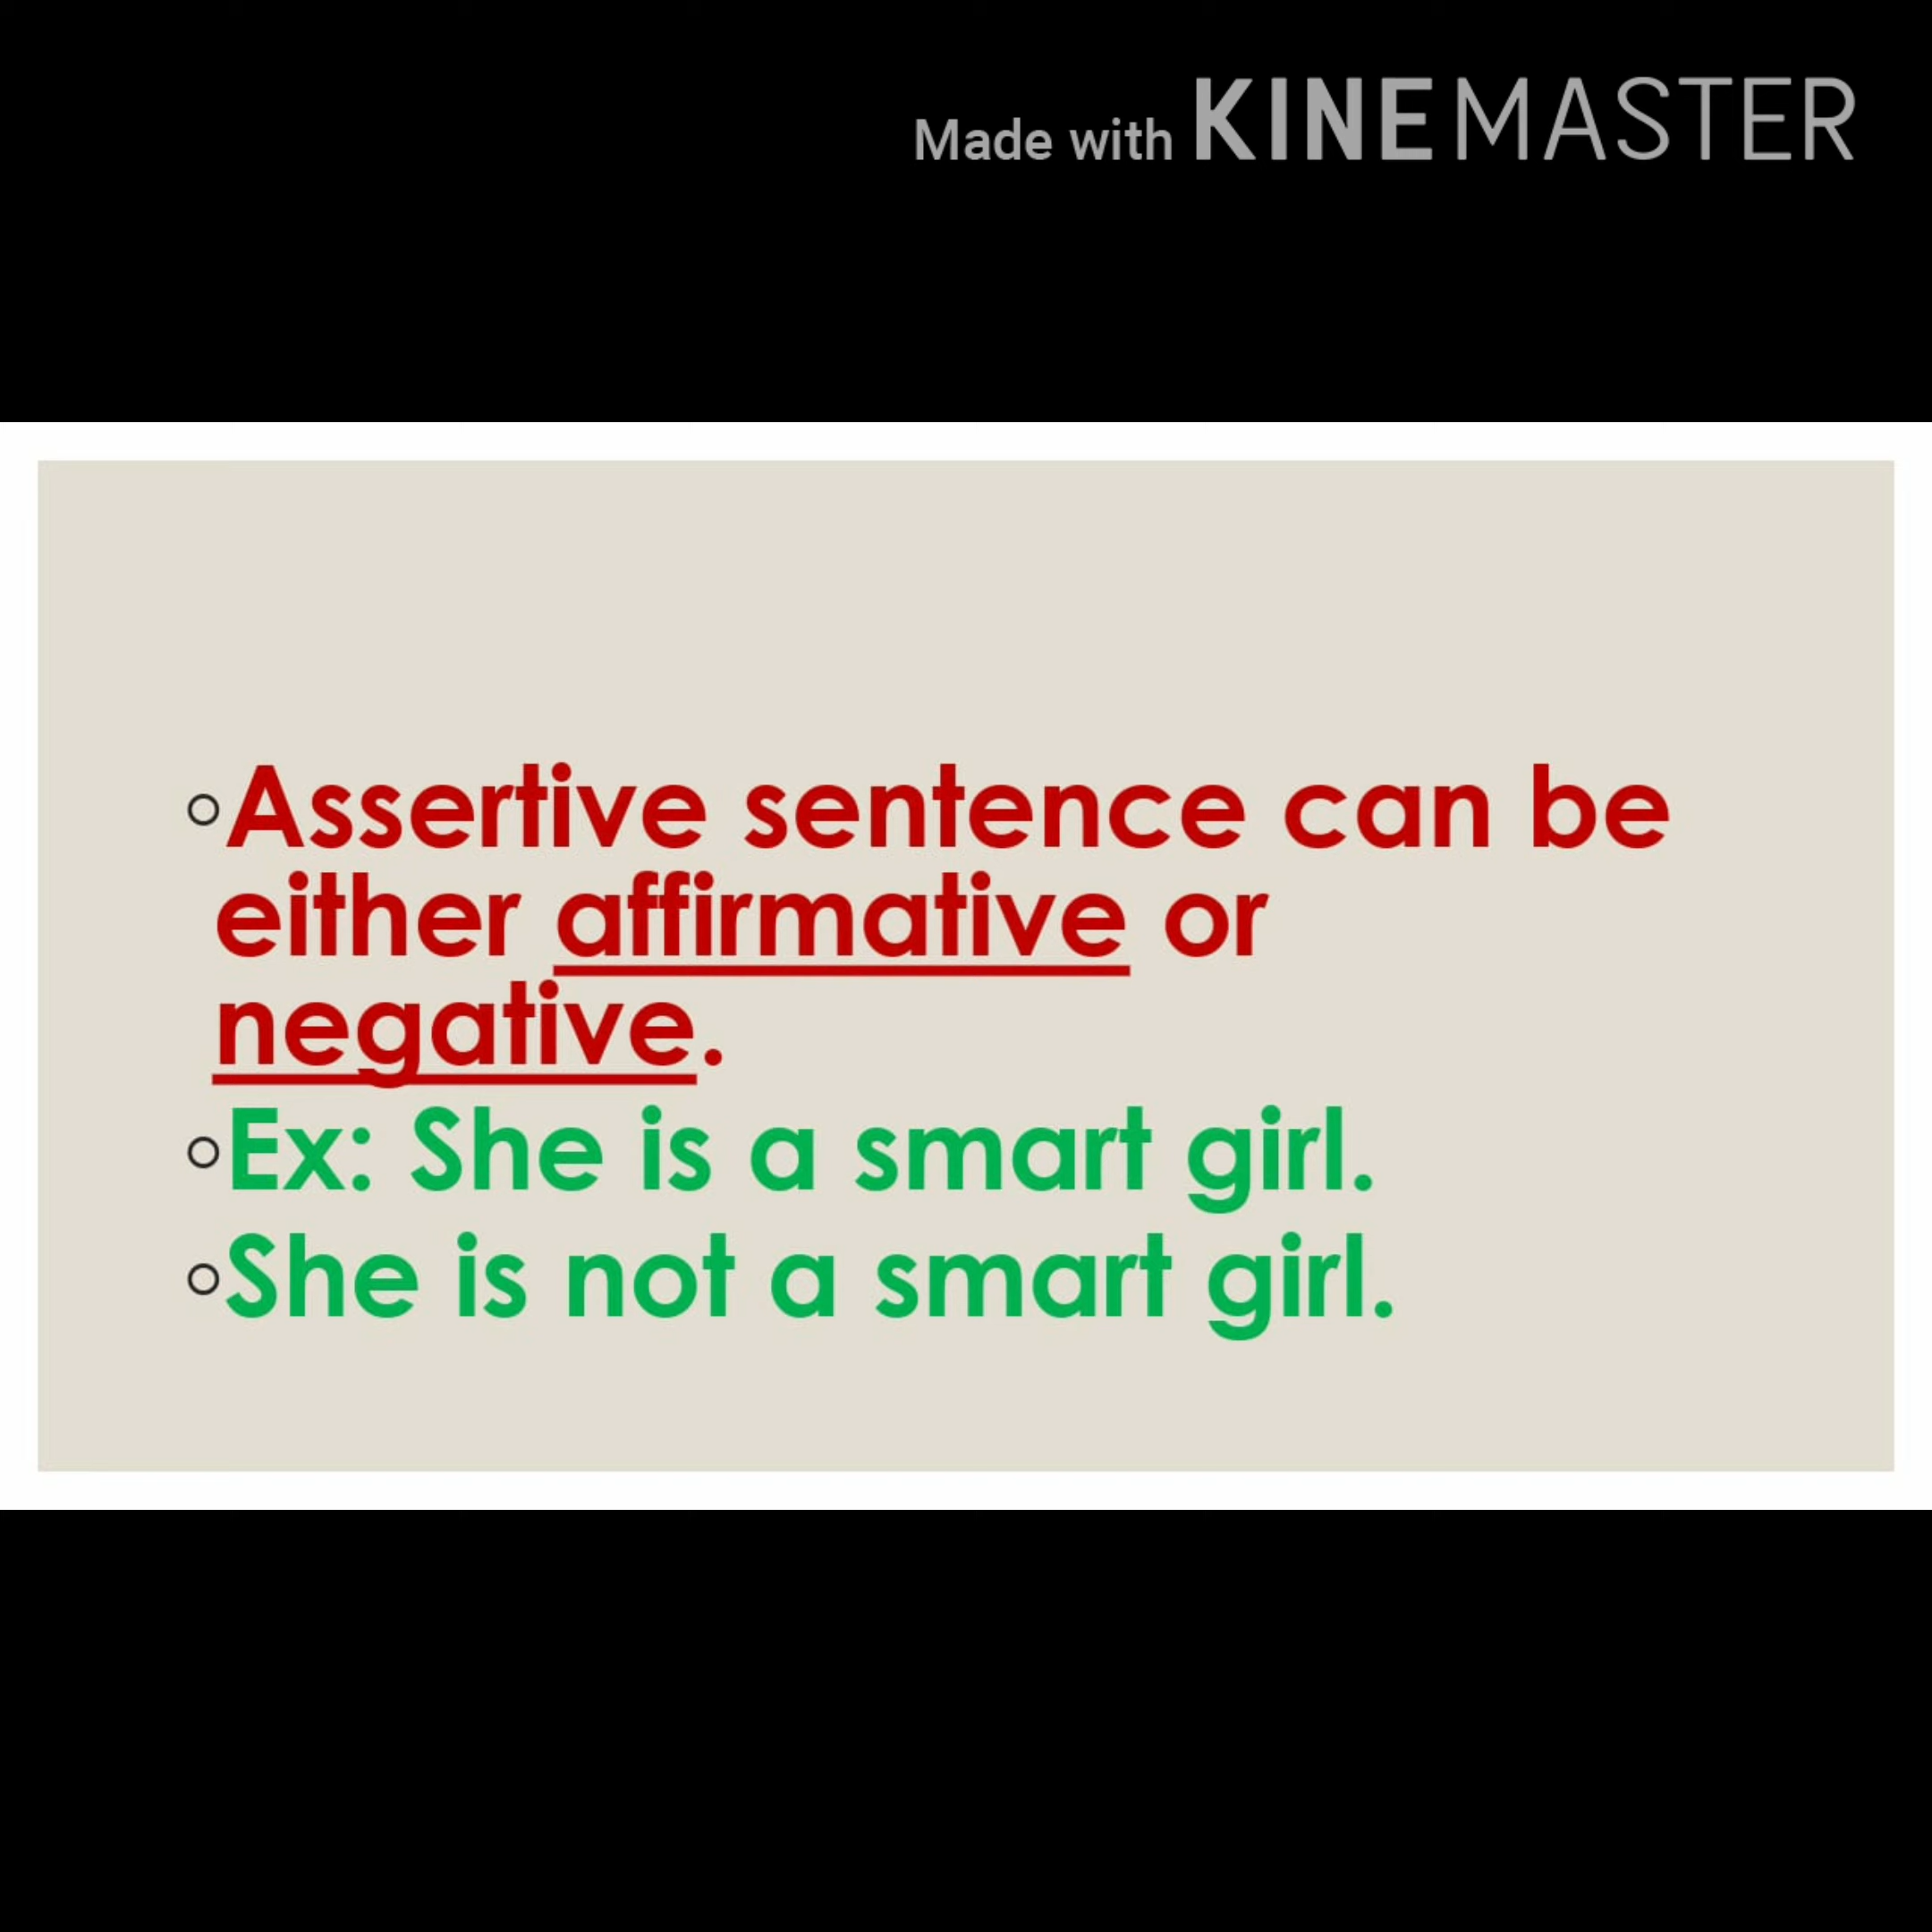 Made with KINEMASTER
Assertive sentence can be
either affirmative or
negative.
Ex: She is a smart girl.
She is not a smart girl.